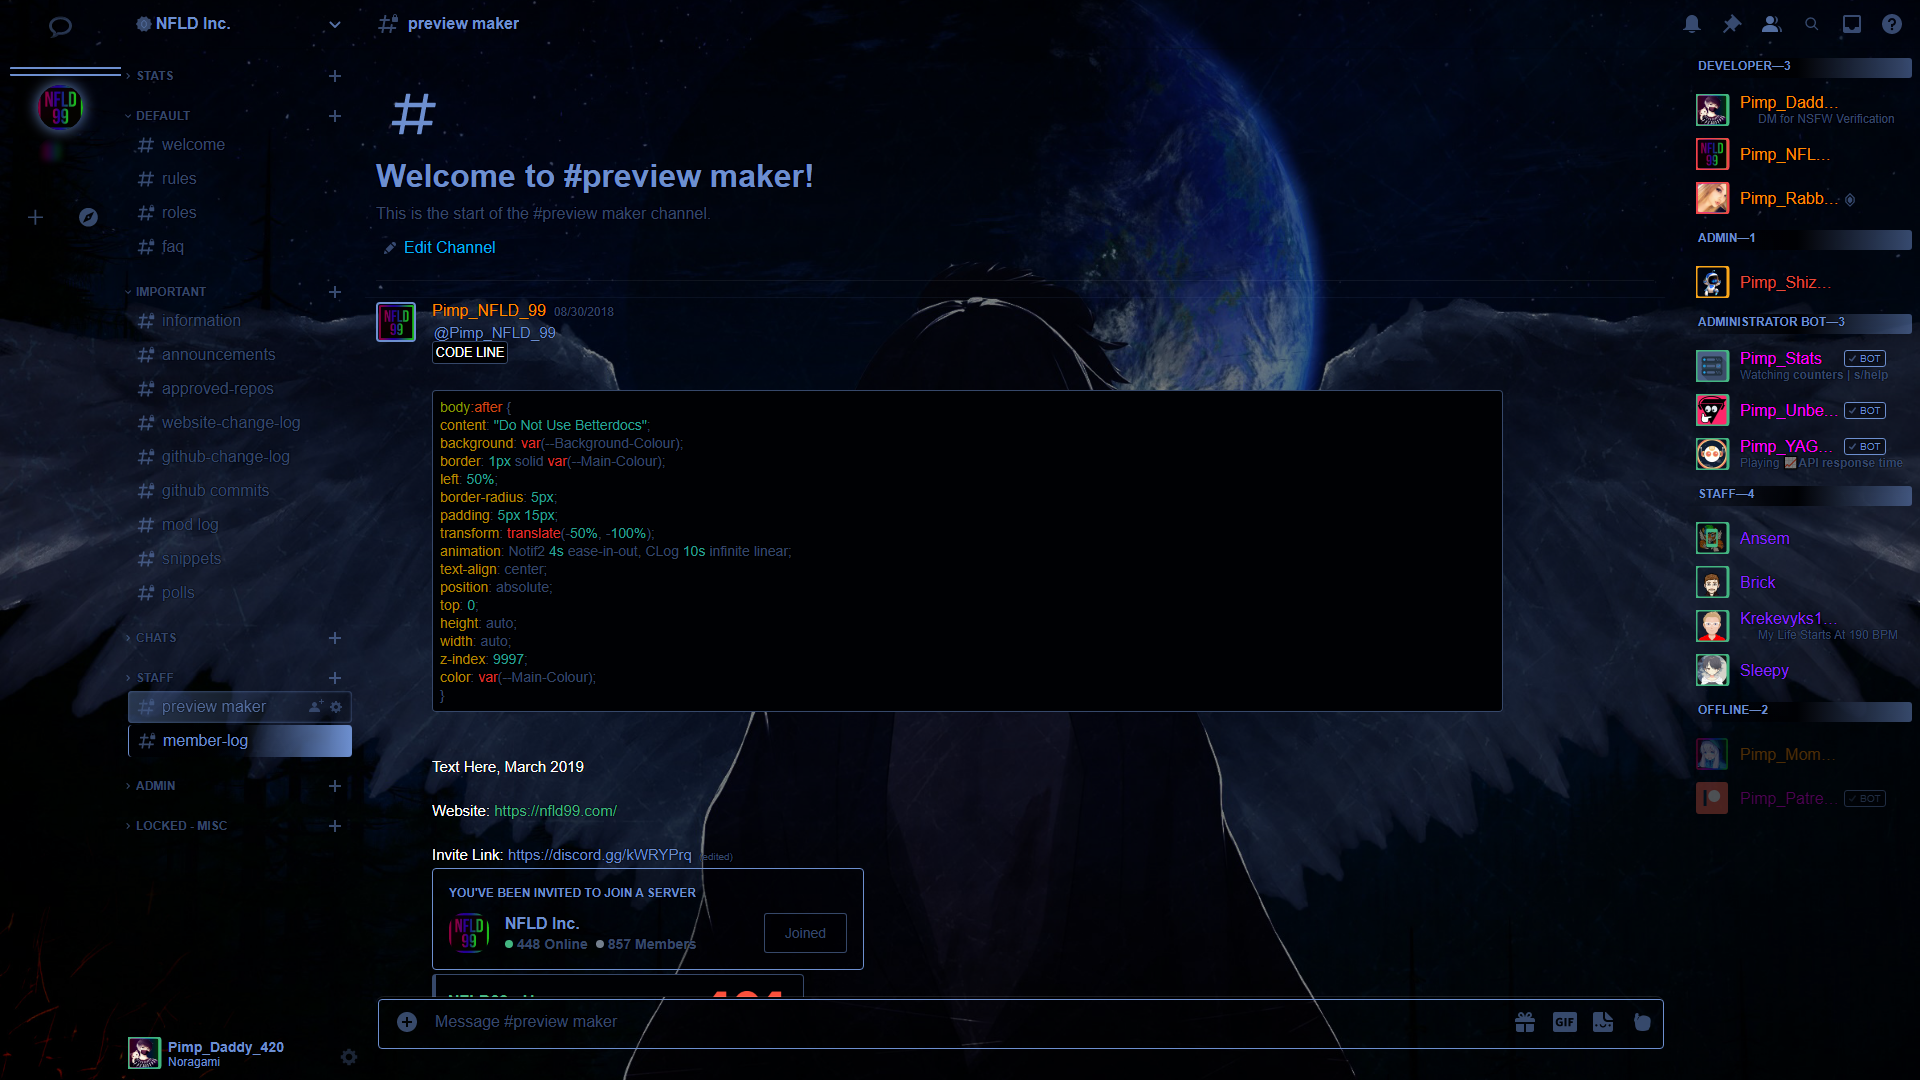 NFLD Inc.
STATS
DEFAULT
welcome
rules
roles
faq
IMPORTANT
information
announcements
approved-repos
website-change-log
github-change-log
github commits
mod log
snippets
polls
CHATS
STAFF
preview maker
member-log
ADMIN
LOCKED - MISC
Pimp_Daddy_420
Noragami
NFLD
99
preview maker
#
Welcome to #preview maker!
This is the start of the #preview maker channel.
Edit Channel
NFLD
99
Pimp_NFLD_99 08/30/2018
@Pimp_NFLD_99
CODE LINE
body:after {
content: "Do Not Use Betterdocs";
background: var(--Background-Colour);
border: 1px solid var(--Main-Colour);
left: 50%;
border-radius: 5px;
padding: 5px 15px;
transform: translate(-50%, -100%);
animation: Notif2 4s ease-in-out, CLog 10s infinite linear;
text-align: center;
position: absolute;
top: 0;
height: auto;
width: auto;
z-index: 9997;
color: var(--Main-Colour);
}
Text Here, March 2019
Website: https://nfld99.com/
Invite Link: https://discord.gg/kWRYPrq (edited)
YOU'VE BEEN INVITED TO JOIN A SERVER
NFLD
99
NFLD Inc.
448 Online 857 Members
Joined
Message #preview maker
GIF
DEVELOPER—3
Pimp_Dadd...
DM for NSFW Verification
NFLD
99
Pimp_NFL...
Pimp_Rabb...
ADMIN—1
Pimp_Shiz...
ADMINISTRATOR BOT—3
Pimp_Stats ✓ BOT
Watching counters | s/help
Pimp_Unbe... ✓ BOT
Pimp_YAG... ✓ BOT
Playing API response time
STAFF—4
Ansem
Brick
Krekevyks1...
My Life Starts At 190 BPM
Sleepy
OFFLINE—2
Pimp_Mom...
Pimp_Patre... ✓ BOT